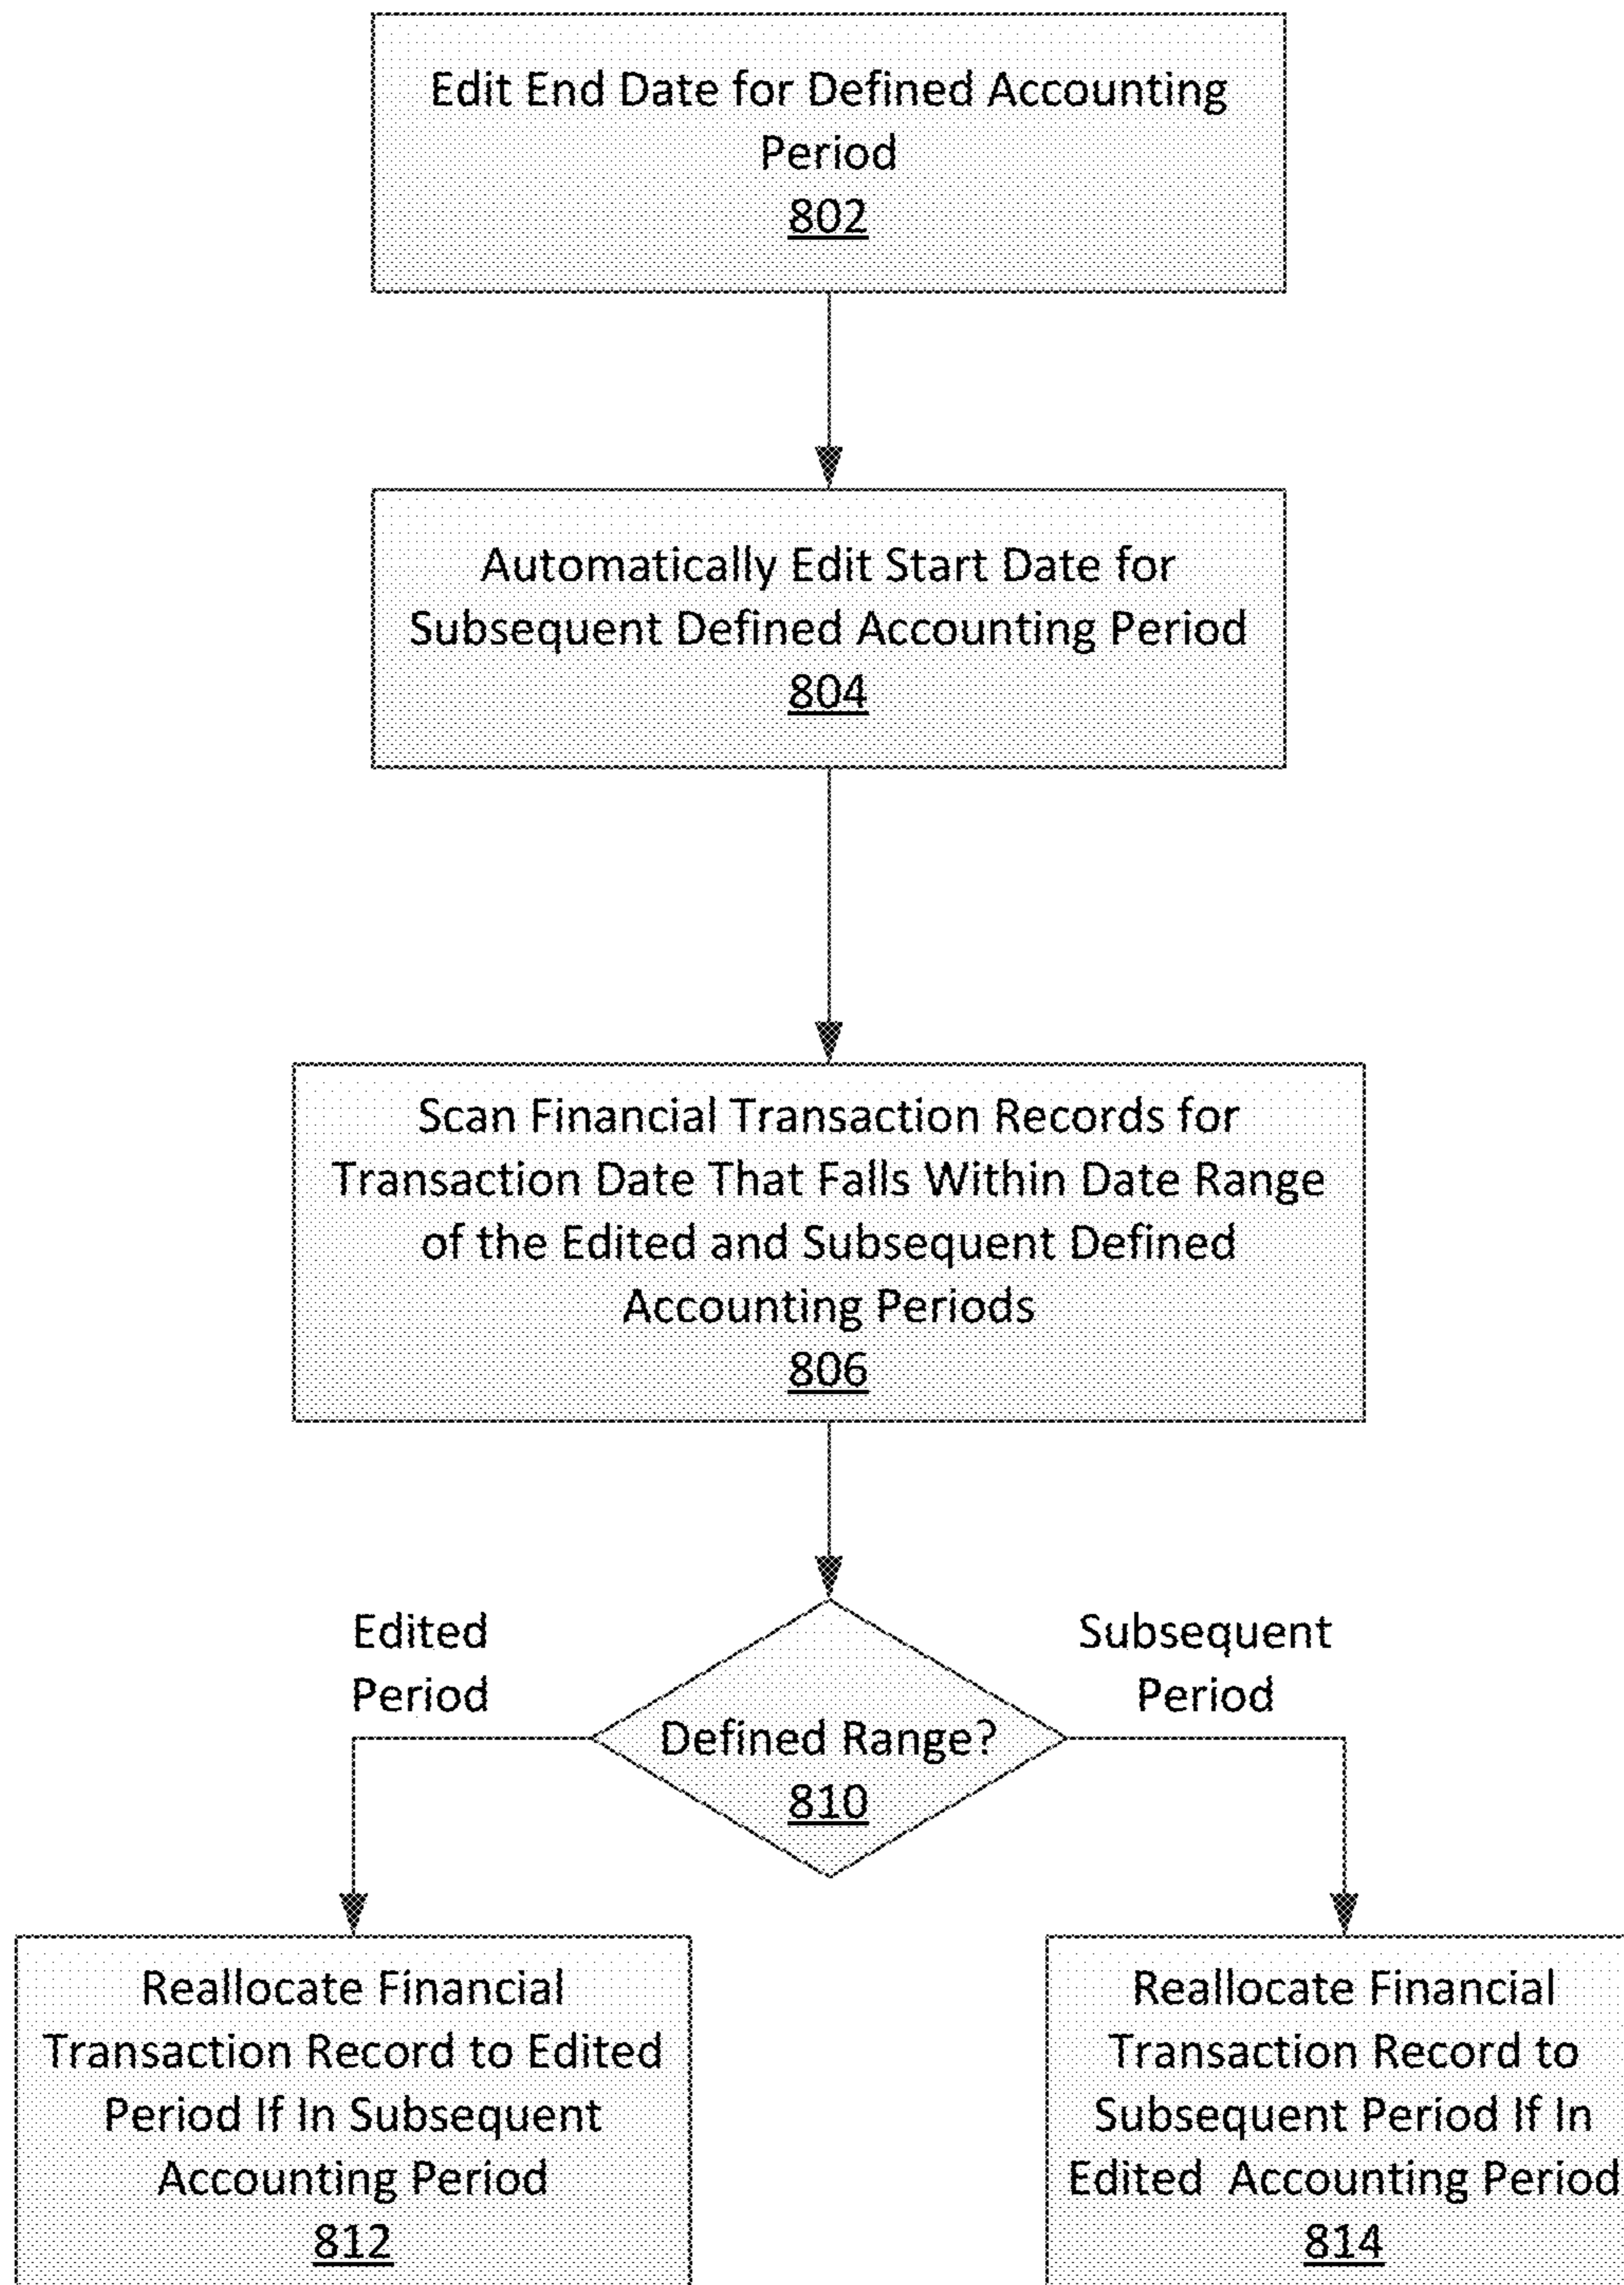 Edit End Date for Defined Accounting
Period
802
Automatically Edit Start Date for
Subsequent Defined Accounting Period
804
Scan Financial Transaction Records for
Transaction Date That Falls Within Date Range
of the Edited and Subsequent Defined
Accounting Periods
806
Edited
Period
Subsequent
Period
Defined Range?
810
Reallocate Financial
Transaction Record to Edited
Period If In Subsequent
Accounting Period
812
Reallocate Financial
Transaction Record to
Subsequent Period If In
Edited Accounting Period
814